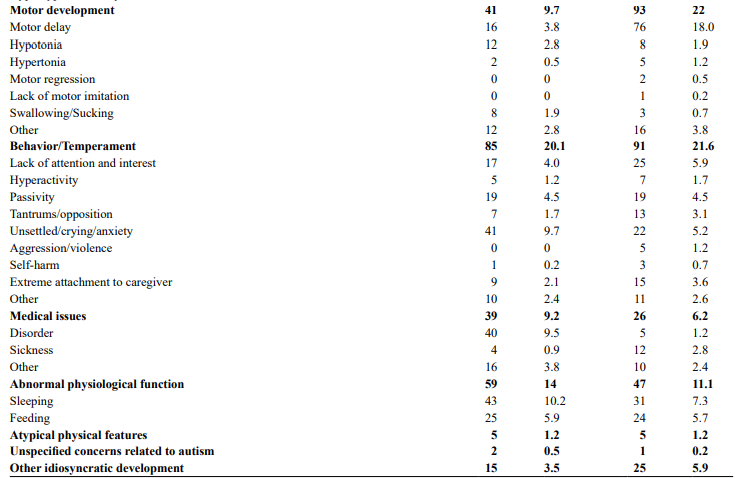 Motor development 41 9.7 93 22
Motor delay 16 3.8 76 18.0
Hypotonia 12 2.8 8 1.9
Hypertonia 2 0.5 5 1.2
Motor regression 0 0 2 0.5
Lack of motor imitation 0 0 1 0.2
Swallowing/Sucking 8 1.9 3 0.7
Other 12 2.8 16 3.8
Behavior/Temperament 85 20.1 91 21.6
Lack of attention and interest 17 4.0 25 5.9
Hyperactivity 5 1.2 7 1.7
Passivity 19 4.5 19 4.5
Tantrums/opposition 7 1.7 13 3.1
Unsettled/crying/anxiety 41 9.7 22 5.2
Aggression/violence 0 0 5 1.2
Self-harm 1 0.2 3 0.7
Extreme attachment to caregiver 9 2.1 15 3.6
Other 10 2.4 11 2.6
Medical issues 39 9.2 26 6.2
Disorder 40 9.5 5 1.2
Sickness 4 0.9 12 2.8
Other 16 3.8 10 2.4
Abnormal physiological function 59 14 47 11.1
Sleeping 43 10.2 31 7.3
Feeding 25 5.9 24 5.7
Atypical physical features 5 1.2 5 1.2
Unspecified concerns related to autism 2 0.5 1 0.2
Other idiosyncratic development 15 3.5 25 5.9